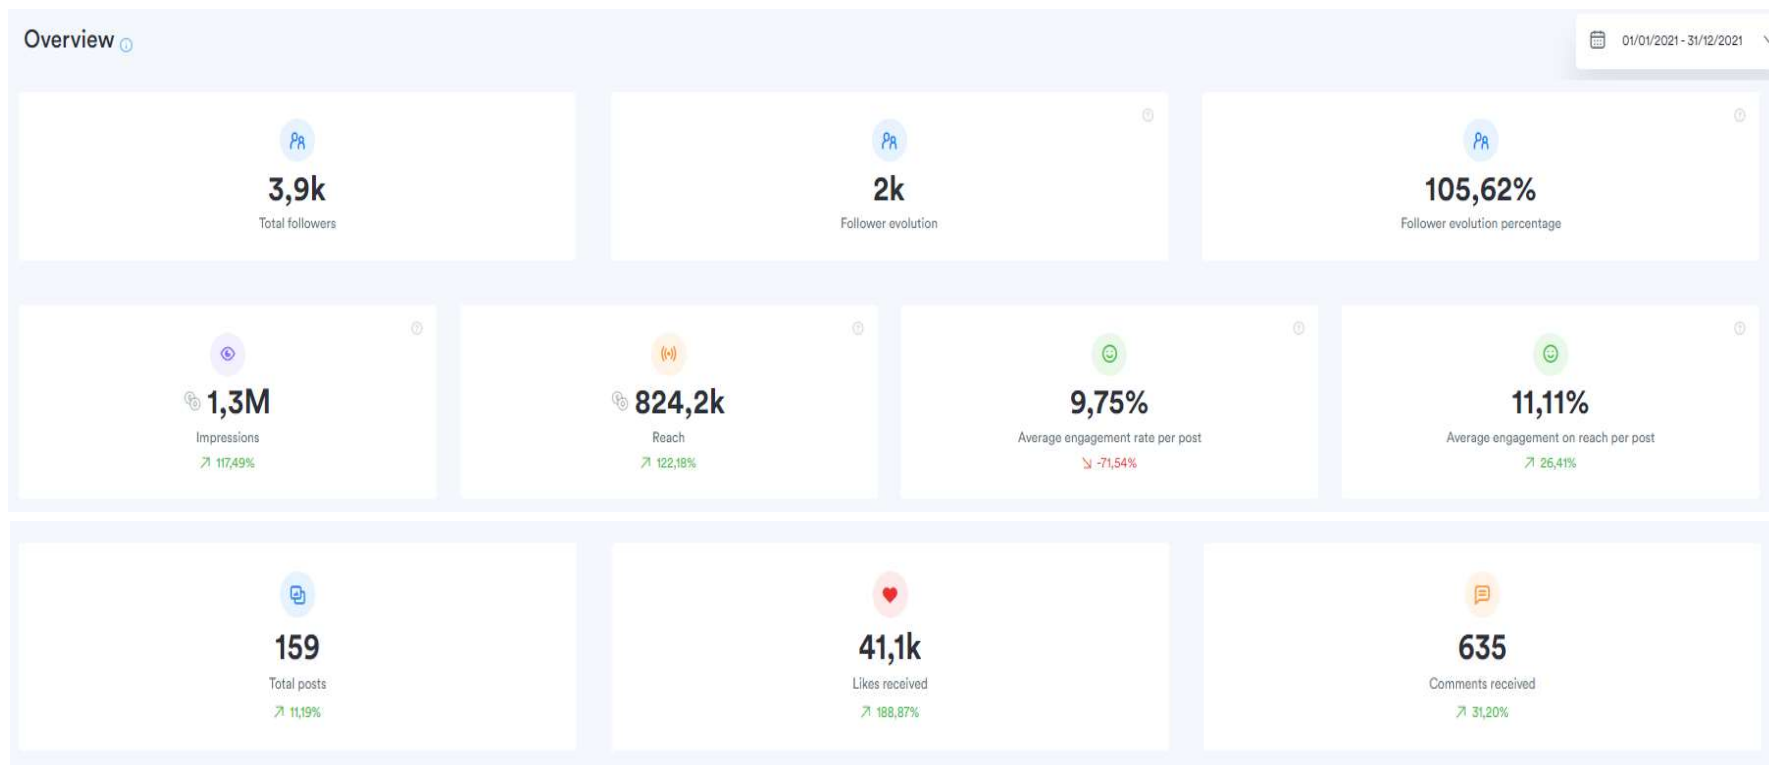 Overview
01/01/2021 - 31/12/2021
3,9k
Total followers
2k
Follower evolution
105,62%
Follower evolution percentage
1,3M
Impressions
117,49%
824,2k
Reach
122,18%
9,75%
Average engagement rate per post
-71,54%
11,11%
Average engagement on reach per post
26,41%
159
Total posts
11,19%
41,1k
Likes received
188,87%
635
Comments received
31,20%